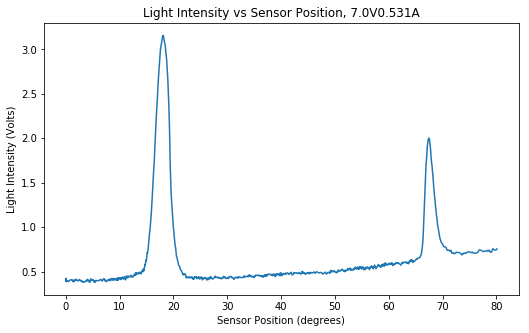 Light Intensity vs Sensor Position, 7.0V0.531A
3.0
2.5
2.0
1.5
1.0
0.5
Light Intensity (Volts)
0 10 20 30 40 50 60 70 80
Sensor Position (degrees)